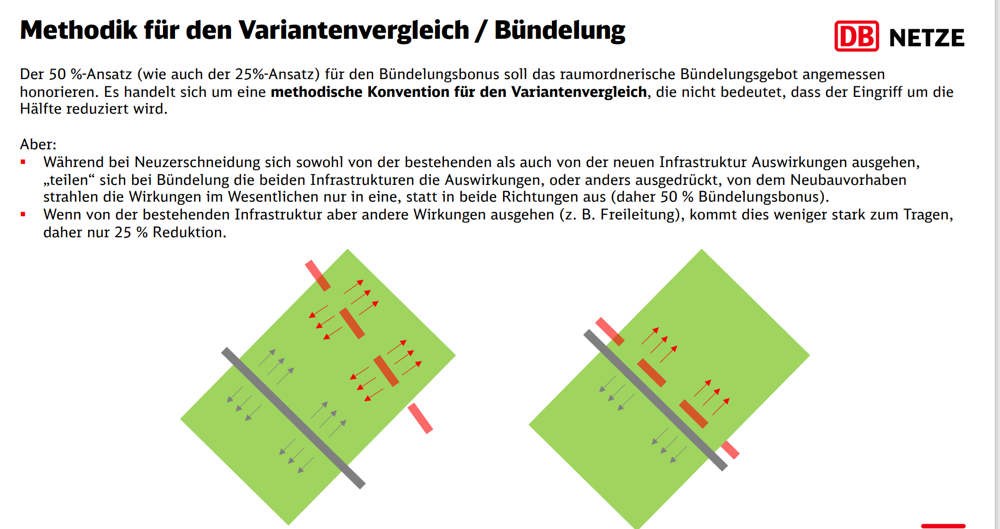 Methodik für den Variantenvergleich / Bündelung
DB NETZE
Der 50 %-Ansatz (wie auch der 25%-Ansatz) für den Bündelungsbonus soll das raumordnerische Bündelungsgebot angemessen
honorieren. Es handelt sich um eine methodische Konvention für den Variantenvergleich, die nicht bedeutet, dass der Eingriff um die
Hälfte reduziert wird.
Aber:
▪ Während bei Neuzerschneidung sich sowohl von der bestehenden als auch von der neuen Infrastruktur Auswirkungen ausgehen,
„teilen“ sich bei Bündelung die beiden Infrastrukturen die Auswirkungen, oder anders ausgedrückt, von dem Neubauvorhaben
strahlen die Wirkungen im Wesentlichen nur in eine, statt in beide Richtungen aus (daher 50 % Bündelungsbonus).
▪ Wenn von der bestehenden Infrastruktur aber andere Wirkungen ausgehen (z. B. Freileitung), kommt dies weniger stark zum Tragen,
daher nur 25 % Reduktion.